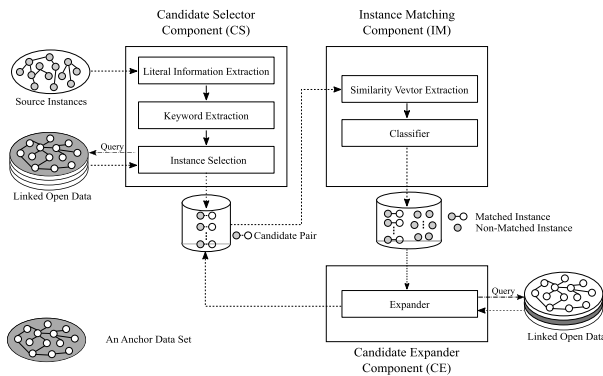 Candidate Selector
Component (CS)
Instance Matching
Component (IM)
Literal Information Extraction
Keyword Extraction
Instance Selection
Source Instances
Query
Linked Open Data
Similarity Vevtor Extraction
Classifier
Candidate Pair
Matched Instance
Non-Matched Instance
Expander
Query
Linked Open Data
An Anchor Data Set
Candidate Expander
Component (CE)